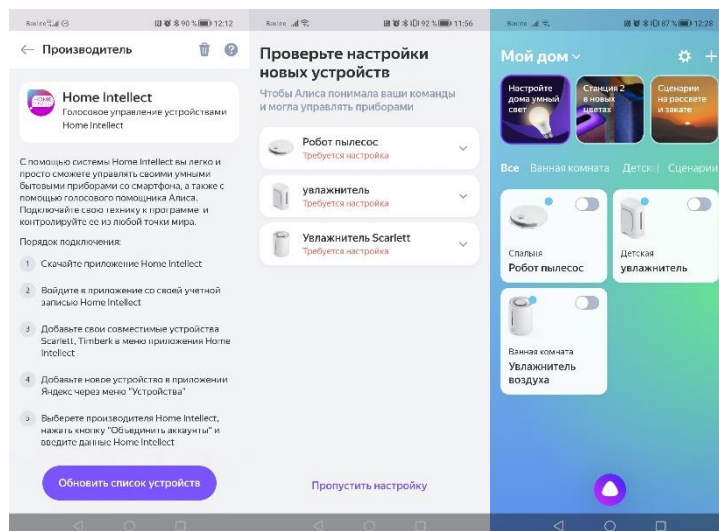 12:12
90 %
Производитель
Home Intellect
Голосовое управление устройствами
Home Intellect
С помощью системы Home Intellect вы легко и
просто сможете управлять своими умными
бытовыми приборами со смартфона, а также с
помощью голосового помощника Алиса.
Подключайте свою технику к программе и
контролируйте ее из любой точки мира.
Порядок подключения:
1 Скачайте приложение Home Intellect
2 Войдите в приложение со своей учетной
записью Home Intellect
3 Добавьте свои совместимые устройства
Scarlett, Timberk в меню приложения Home
Intellect
4 Добавьте новое устройство в приложении
Яндекс через меню "Устройства"
5 Выберете производителя Home Intellect,
нажать кнопку "Объединить аккаунты" и
введите данные Home Intellect
Обновить список устройств
92 % 11:56
Проверьте настройки
новых устройств
Чтобы Алиса понимала ваши команды
и могла управлять приборами
Робот пылесос
Требуется настройка
увлажнитель
Требуется настройка
Увлажнитель Scarlett
Требуется настройка
Пропустить настройку
87 % 12:28
Мой дом
Настройте
дома умный
свет
Станция 2
в новых
цветах
Сценарии
на рассвете
и закате
Все Ванная комната Детск Сценарии
Спальня
Робот пылесос
Детская
увлажнитель
Ванная комната
Увлажнитель
воздуха